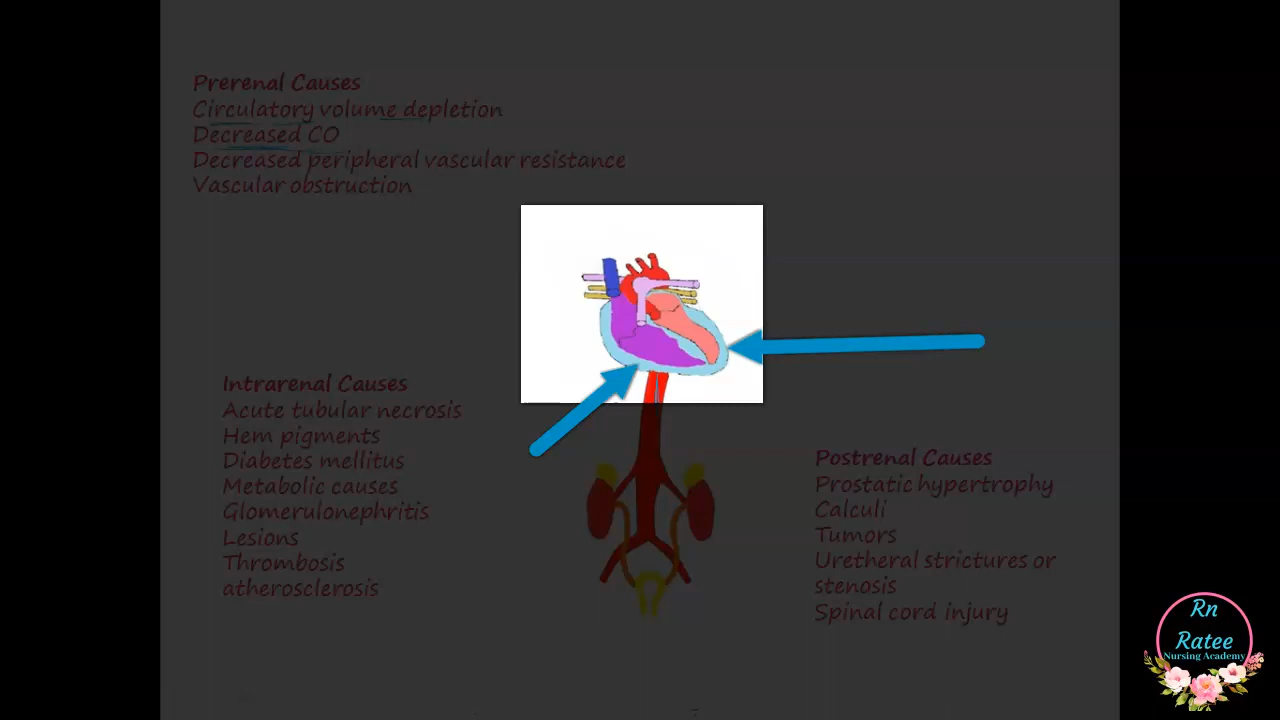 Prerenal Causes
Circulatory volume depletion
Decreased CO
Decreased peripheral vascular resistance
Vascular obstruction
Intrarenal Causes
Acute tubular necrosis
Hem pigments
Diabetes mellitus
Metabolic causes
Glomerulonephritis
Lesions
Thrombosis
atherosclerosis
Postrenal Causes
Prostatic hypertrophy
Calculi
Tumors
Urethral strictures or
stenosis
Spinal cord injury
Rn
Ratee
Nursing Academy